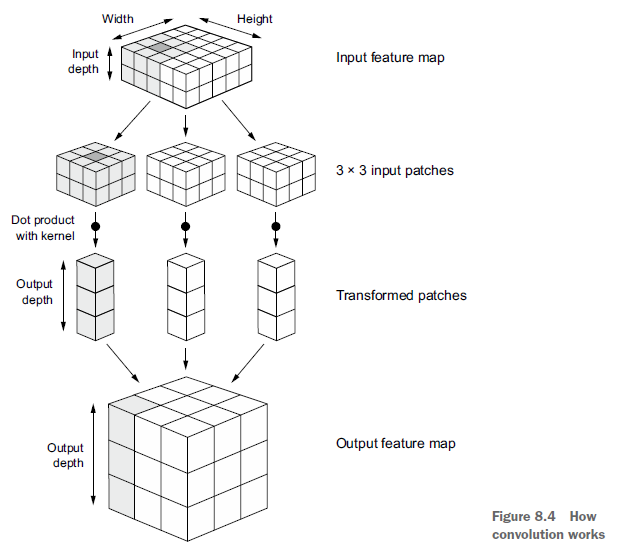 Width
Height
Input
depth
Input feature map
3 × 3 input patches
Dot product
with kernel
Output
depth
Transformed patches
Output
depth
Output feature map
Figure 8.4 How
convolution works